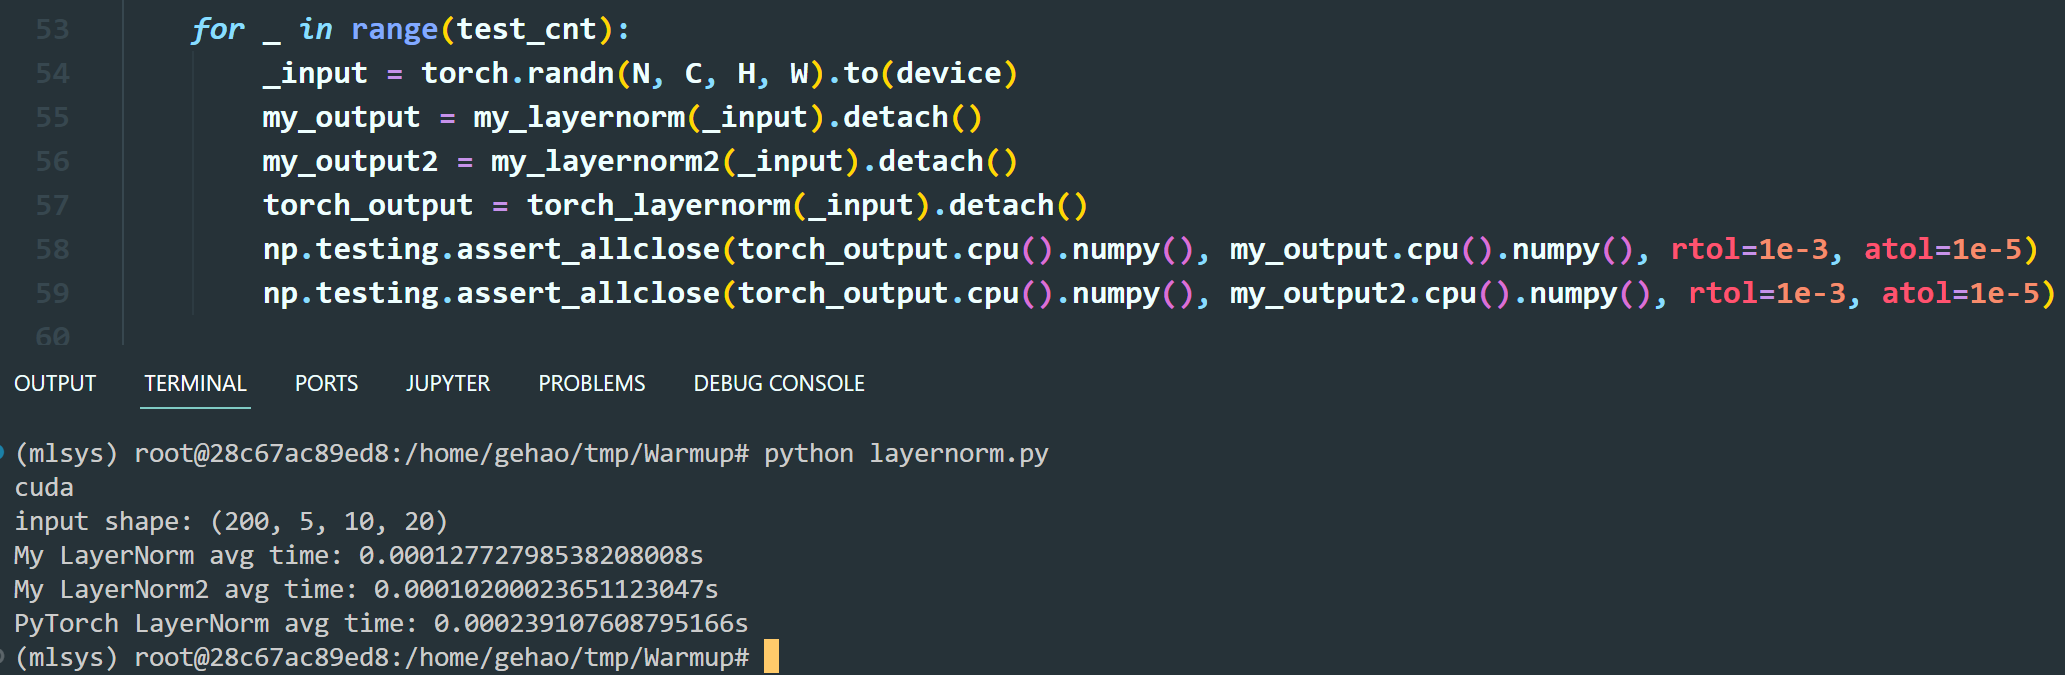 53 for _ in range(test_cnt):
54 _input = torch.randn(N, C, H, W).to(device)
55 my_output = my_layernorm(_input).detach()
56 my_output2 = my_layernorm2(_input).detach()
57 torch_output = torch_layernorm(_input).detach()
58 np.testing.assert_allclose(torch_output.cpu().numpy(), my_output.cpu().numpy(), rtol=1e-3, atol=1e-5)
59 np.testing.assert_allclose(torch_output.cpu().numpy(), my_output2.cpu().numpy(), rtol=1e-3, atol=1e-5)
60
OUTPUT TERMINAL PORTS JUPYTER PROBLEMS DEBUG CONSOLE
(mlsys) root@28c67ac89ed8:/home/gehao/tmp/Warmup# python layernorm.py
cuda
input shape: (200, 5, 10, 20)
My LayerNorm avg time: 0.00012772798538208008s
My LayerNorm2 avg time: 0.00010200023651123047s
PyTorch LayerNorm avg time: 0.000239107608795166s
(mlsys) root@28c67ac89ed8:/home/gehao/tmp/Warmup#